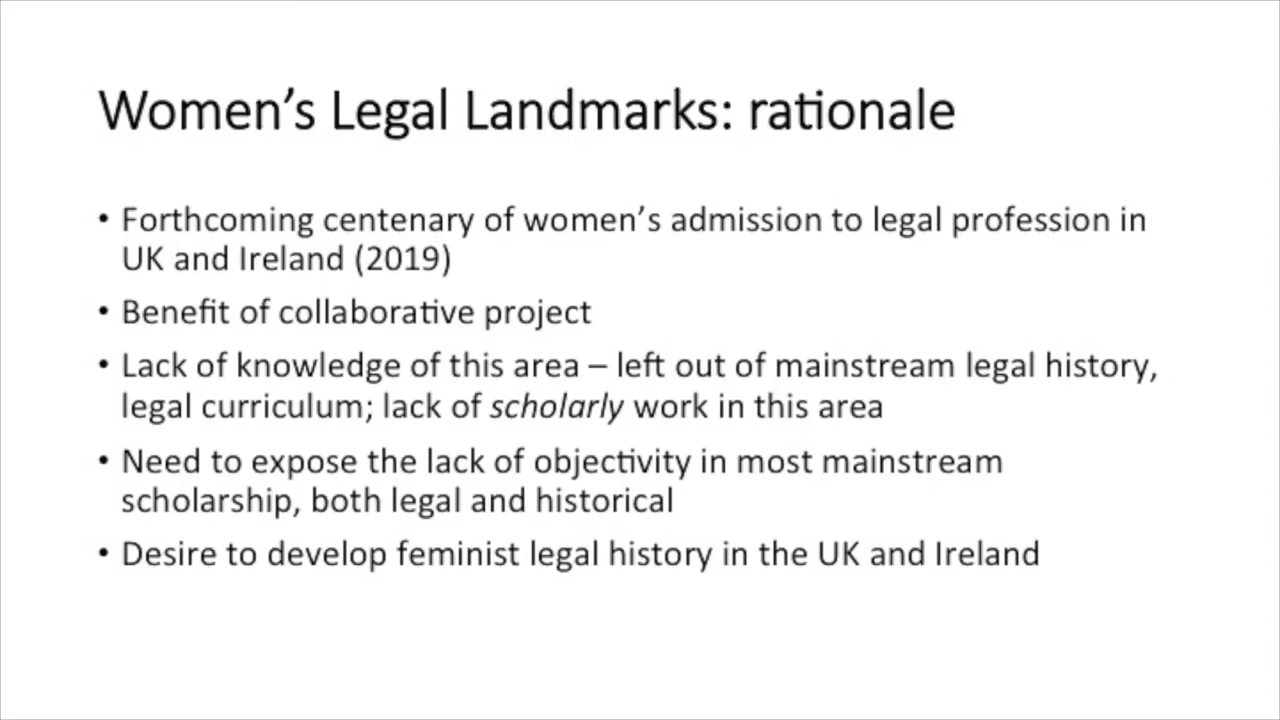 Women’s Legal Landmarks: rationale
• Forthcoming centenary of women’s admission to legal profession in
UK and Ireland (2019)
• Benefit of collaborative project
• Lack of knowledge of this area – left out of mainstream legal history,
legal curriculum; lack of scholarly work in this area
• Need to expose the lack of objectivity in most mainstream
scholarship, both legal and historical
• Desire to develop feminist legal history in the UK and Ireland